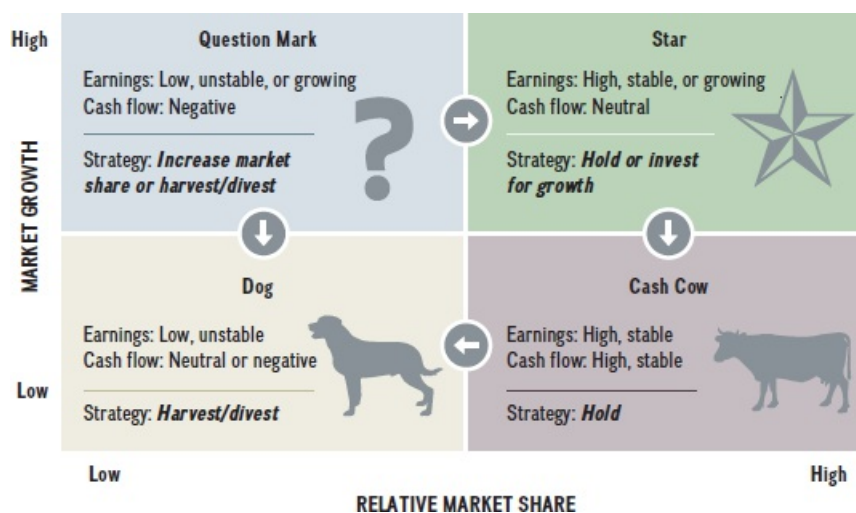 High
Question Mark
Earnings: Low, unstable, or growing
Cash flow: Negative
Strategy: Increase market
share or harvest/divest
?
Star
Earnings: High, stable, or growing
Cash flow: Neutral
Strategy: Hold or invest
for growth
MARKET GROWTH
Dog
Earnings: Low, unstable
Cash flow: Neutral or negative
Strategy: Harvest/divest
Cash Cow
Earnings: High, stable
Cash flow: High, stable
Strategy: Hold
Low
Low
High
RELATIVE MARKET SHARE